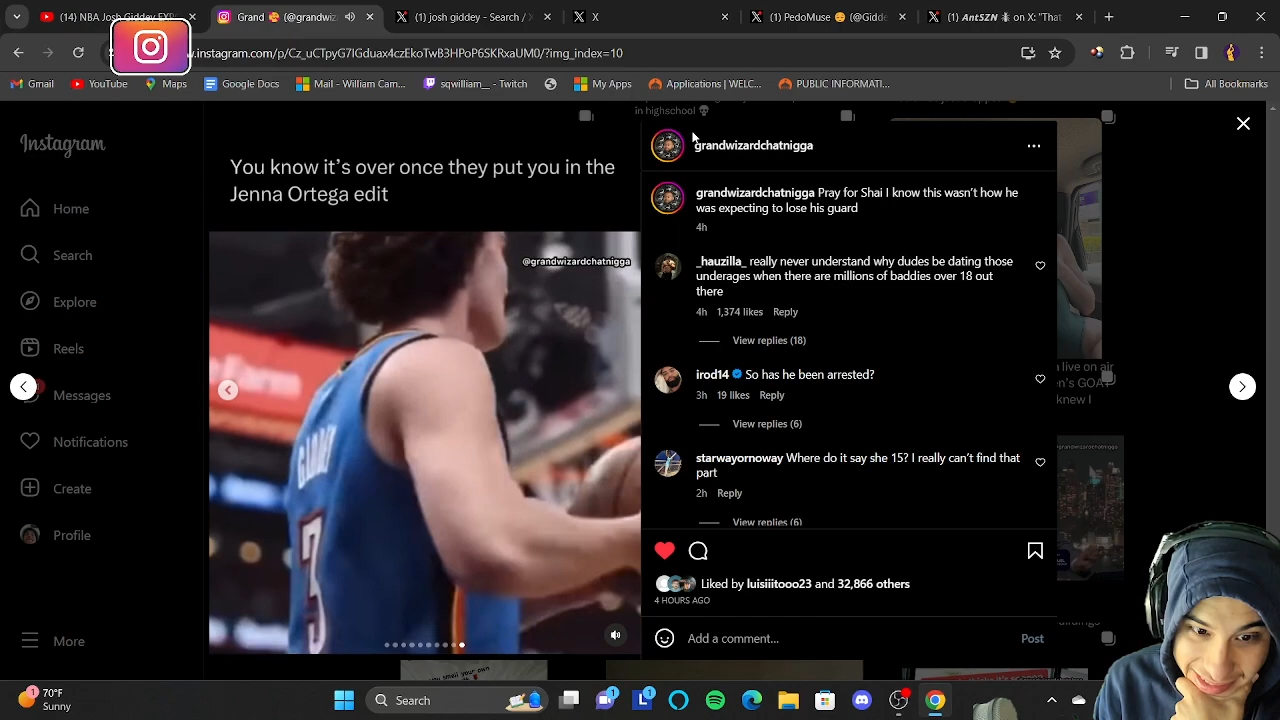 (14) NBA Josh Giddey EXP
Grand
@grandwiz
josh giddey - Search / X
X
𝘼𝙣𝙩𝙎𝙕𝙉 on X: "That
.instagram.com/p/Cz_uCTpyG7IGduax4czEkoTwB3HPoP6SKRxaUM0/?img_index=10
Gmail
YouTube
Maps
Google Docs
Mail - William Carran...
sqwilliam__ - Twitch
My Apps
Applications | WELC...
PUBLIC INFORMATI...
All Bookmarks
in highschool 💀
Instagram
Home
Search
Explore
Reels
Messages
Notifications
Create
Profile
More
You know it's over once they put you in the
Jenna Ortega edit
@grandwizardchatnigga
GIDDEY
3
grandwizardchatnigga
grandwizardchatnigga Pray for Shai I know this wasn't how he
was expecting to lose his guard
4h
_hauzilla_ really never understand why dudes be dating those
underages when there are millions of baddies over 18 out
there
4h 1,374 likes Reply
View replies (18)
irod14 So has he been arrested?
3h 19 likes Reply
View replies (6)
starwayornoway Where do it say she 15? I really can't find that
part
2h Reply
View replies (6)
Liked by luisiiitooo23 and 32,866 others
4 HOURS AGO
Add a comment...
Post
a live on air
en's GOAT
knew I
grandwizardchatnigga
1
70°F
Sunny
Search
1
1